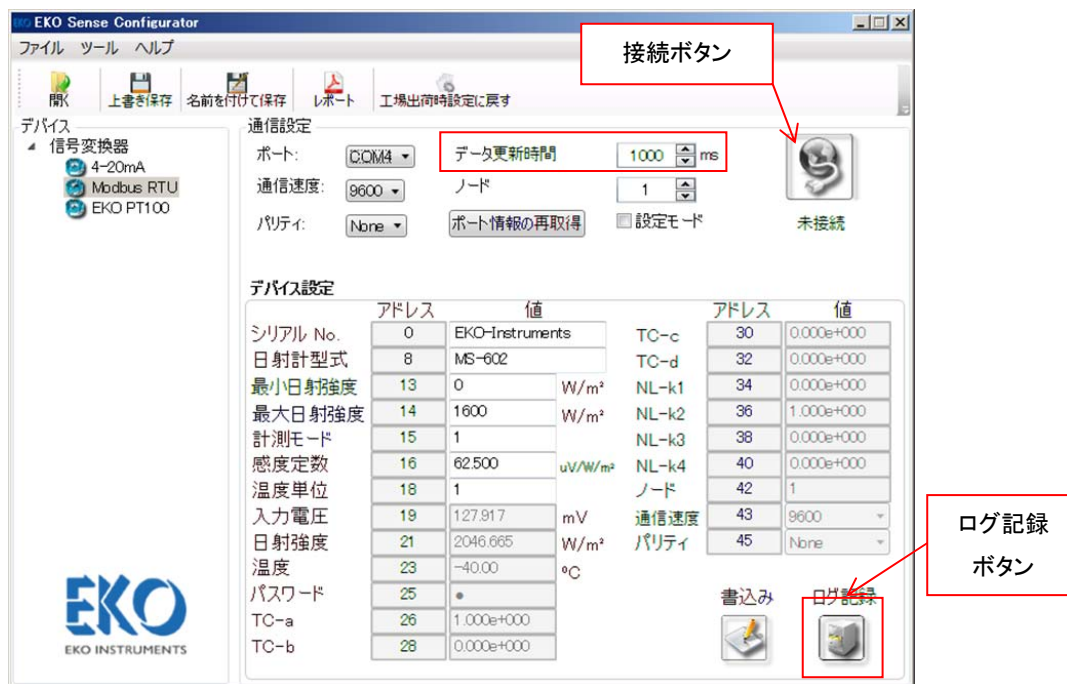 EKO EKO Sense Configurator
ファイル ツール ヘルプ
接続ボタン
開く 上書き保存 名前を付けて保存 レポート 工場出荷時設定に戻す
デバイス
信号変換器
4-20mA
Modbus RTU
EKO PT100
通信設定
ポート: COM4 データ更新時間 1000 ms
通信速度: 9600 ノード 1
パリティ: None ポート情報の再取得 設定モード 未接続
デバイス設定
アドレス 値 アドレス 値
シリアル No. 0 EKO-Instruments TC-c 30 0.000e+000
日射計型式 8 MS-602 TC-d 32 0.000e+000
最小日射強度 13 0 W/m² NL-k1 34 0.000e+000
最大日射強度 14 1600 W/m² NL-k2 36 1.000e+000
計測モード 15 1 NL-k3 38 0.000e+000
感度定数 16 62.500 uV/W/m² NL-k4 40 0.000e+000
温度単位 18 1 ノード 42 1
入力電圧 19 127.917 mV 通信速度 43 9600
日射強度 21 2046.665 W/m² パリティ 45 None
温度 23 -40.00 ℃
パスワード 25 • 書込み ログ記録
TC-a 26 1.000e+000
TC-b 28 0.000e+000
ログ記録
ボタン
EKO
EKO INSTRUMENTS